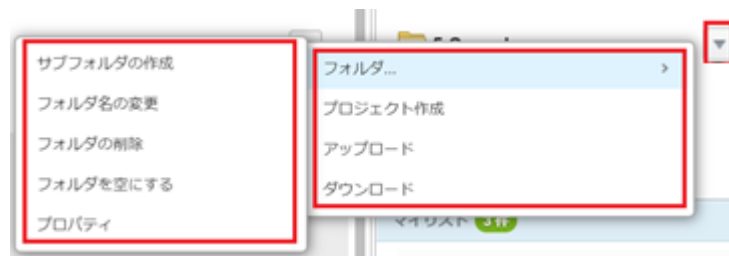 サブフォルダの作成
フォルダ名の変更
フォルダの削除
フォルダを空にする
プロパティ
フォルダ...
プロジェクト作成
アップロード
ダウンロード
マイリスト 3件